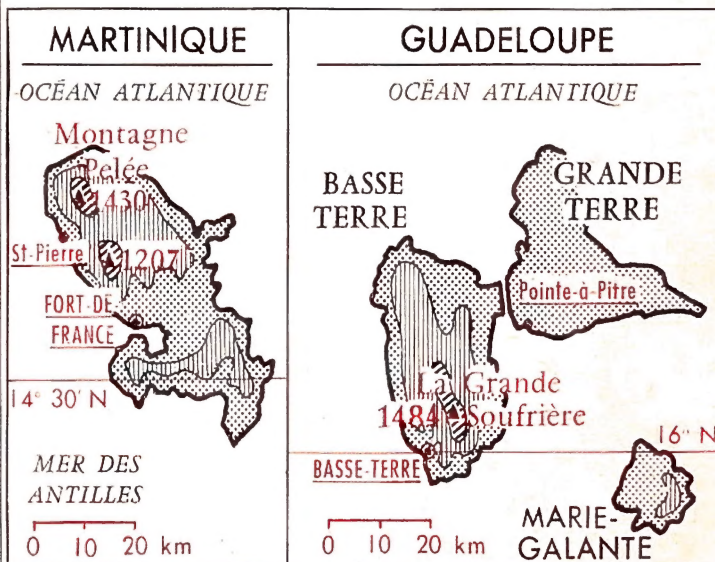 MARTINIQUE
OCÉAN ATLANTIQUE
Montagne
Pelée
1430
St-Pierre
1207
FORT-DE
FRANCE
14° 30' N
MER DES
ANTILLES
0 10 20 km
GUADELOUPE
OCÉAN ATLANTIQUE
BASSE
TERRE
GRANDE
TERRE
Pointe-à-Pitre
La Grande
1484 Soufrière
16° N
BASSE-TERRE
MARIE-
GALANTE
0 10 20 km